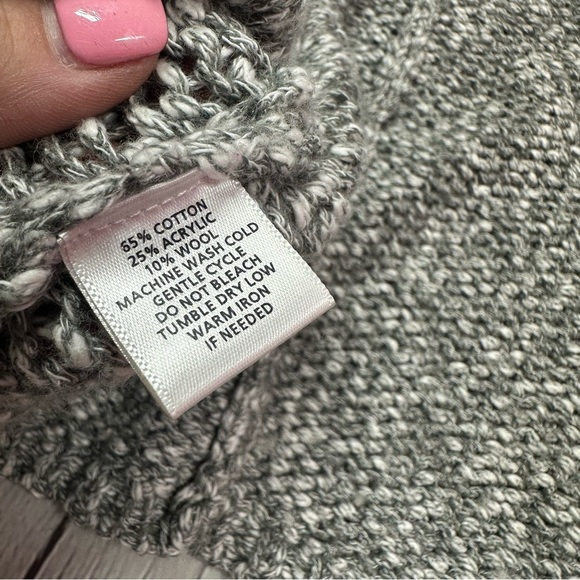 65% COTTON
25% ACRYLIC
10% WOOL
MACHINE WASH COLD
GENTLE CYCLE
DO NOT BLEACH
TUMBLE DRY LOW
WARM IRON
IF NEEDED